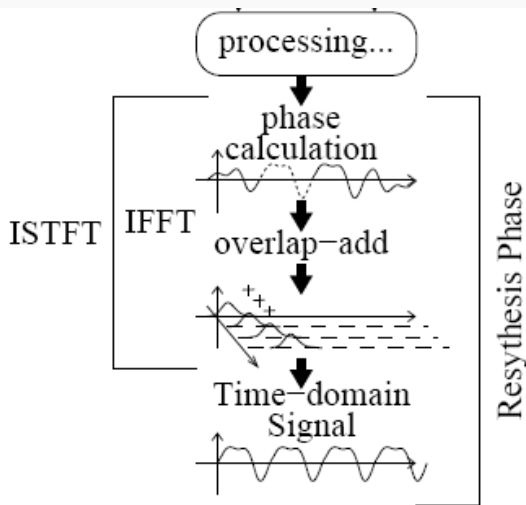 processing...
phase
calculation
ISTFT
IFFT
overlap-add
+
+
+
Time-domain
Signal
Resythesis Phase